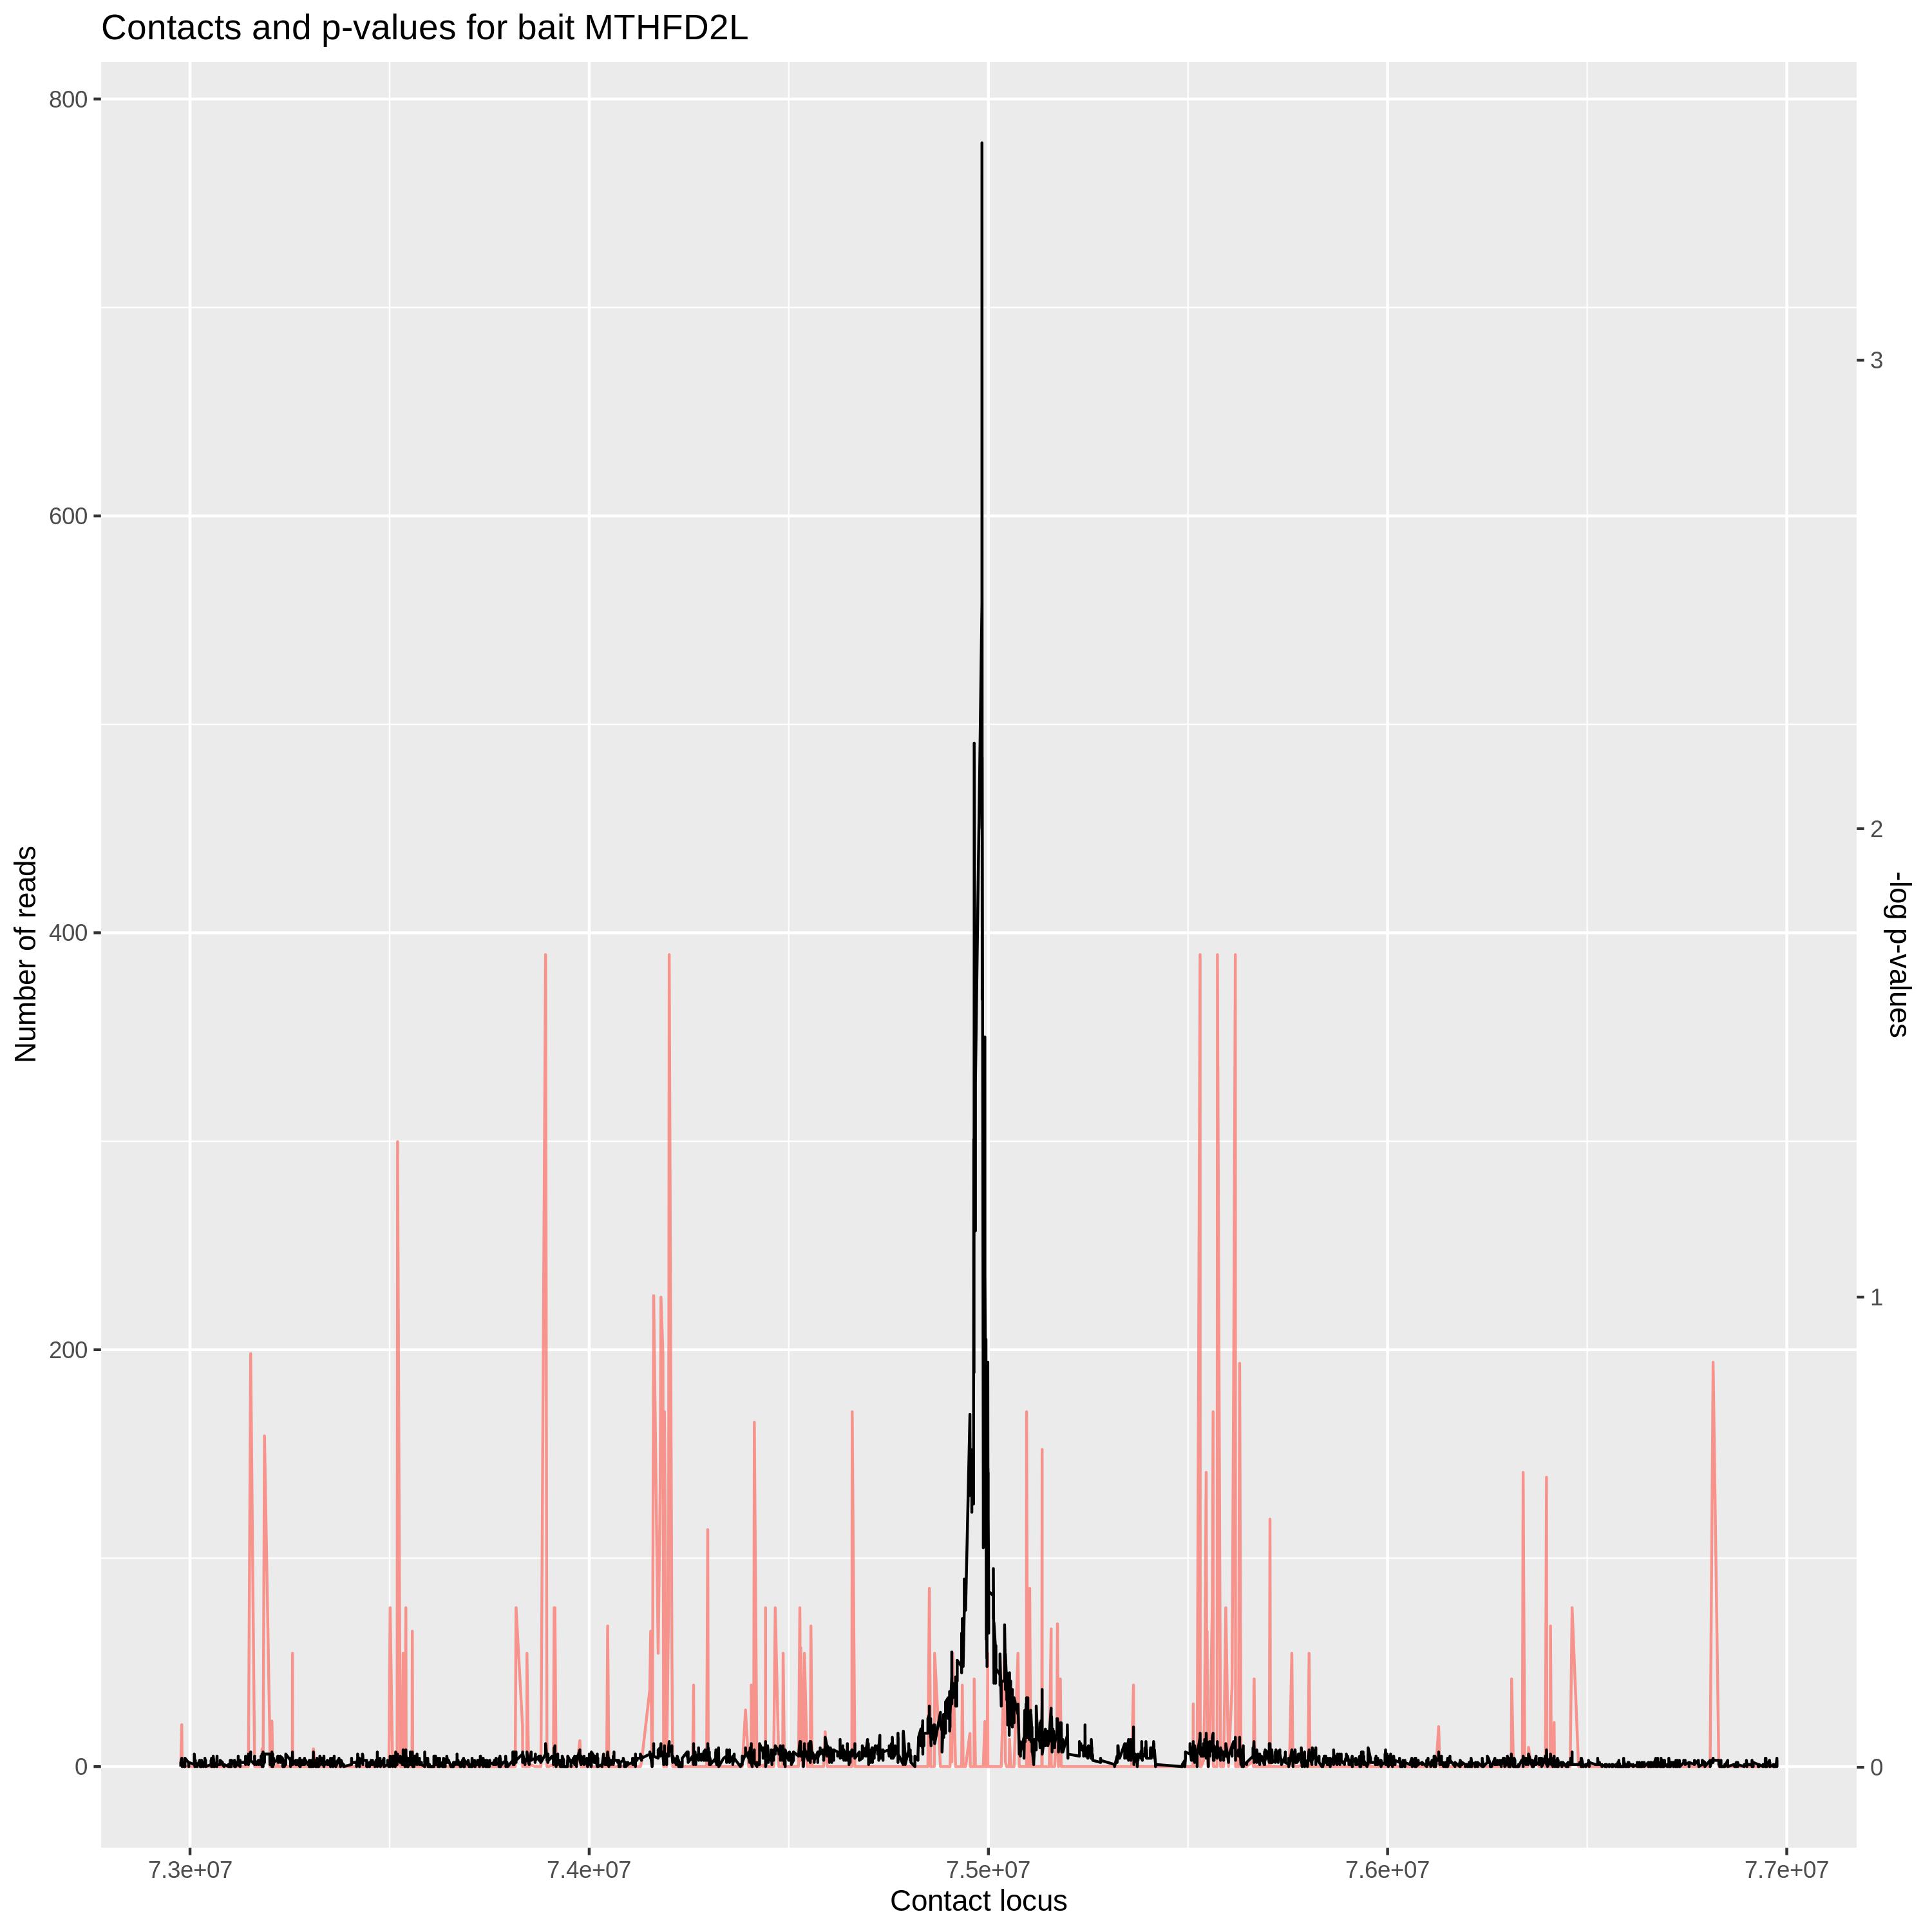 Contacts and p-values for bait MTHFD2L
800
600
400
200
0
Number of reads
3
2
1
0
-log p-values
7.3e+07
7.4e+07
7.5e+07
7.6e+07
7.7e+07
Contact locus